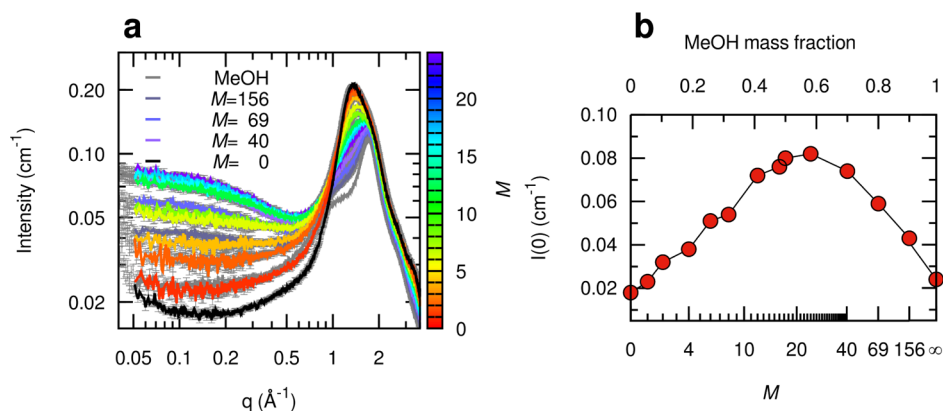 a
Intensity (cm⁻¹)
0.20
0.10
0.05
0.02
MeOH
M=156
M= 69
M= 40
M= 0
0.05 0.1 0.2 0.5 1 2
q (Å⁻¹)
20
15
10
5
0
M
b
MeOH mass fraction
0 0.2 0.4 0.6 0.8 1
I(0) (cm⁻¹)
0.10
0.08
0.06
0.04
0.02
0 4 10 20 40 69 156 ∞
M